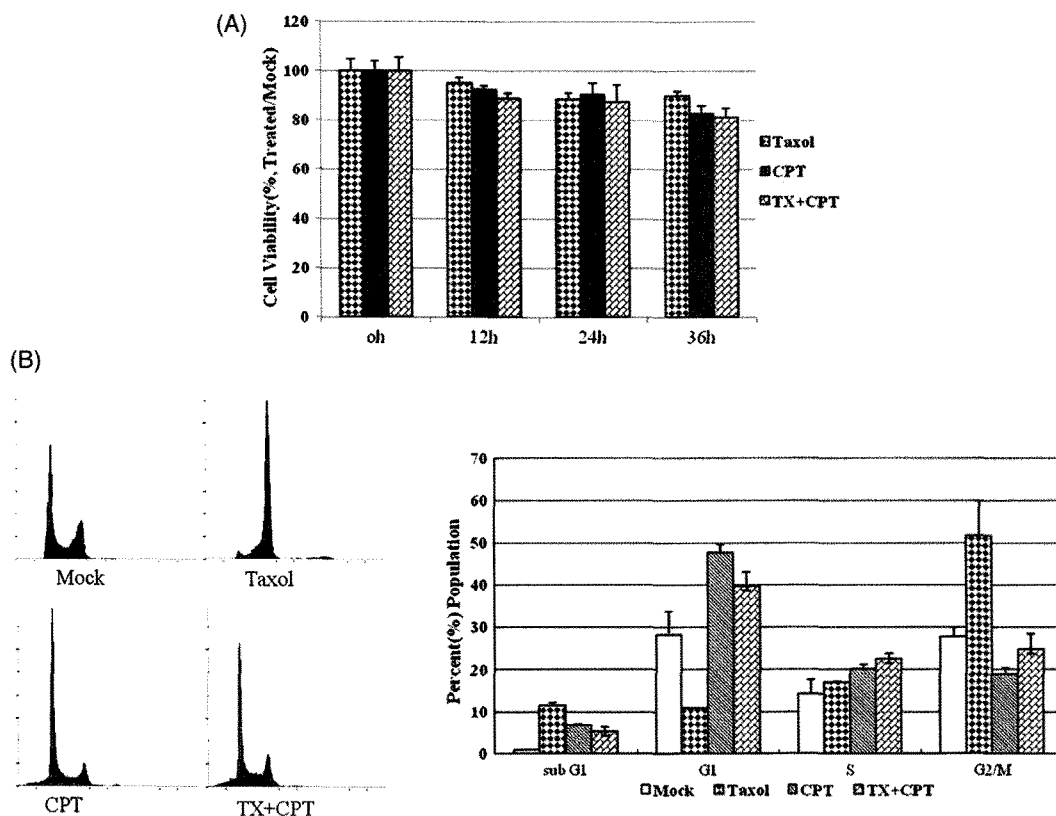 (A)
120
100
80
60
40
20
0
Cell Viability(%, Treated/Mock)
oh
12h
24h
36h
Taxol
CPT
TX+CPT
(B)
Mock
Taxol
CPT
TX+CPT
70
60
50
40
30
20
10
0
Percent(%) Population
sub G1
G1
S
G2/M
Mock
Taxol
CPT
TX+CPT